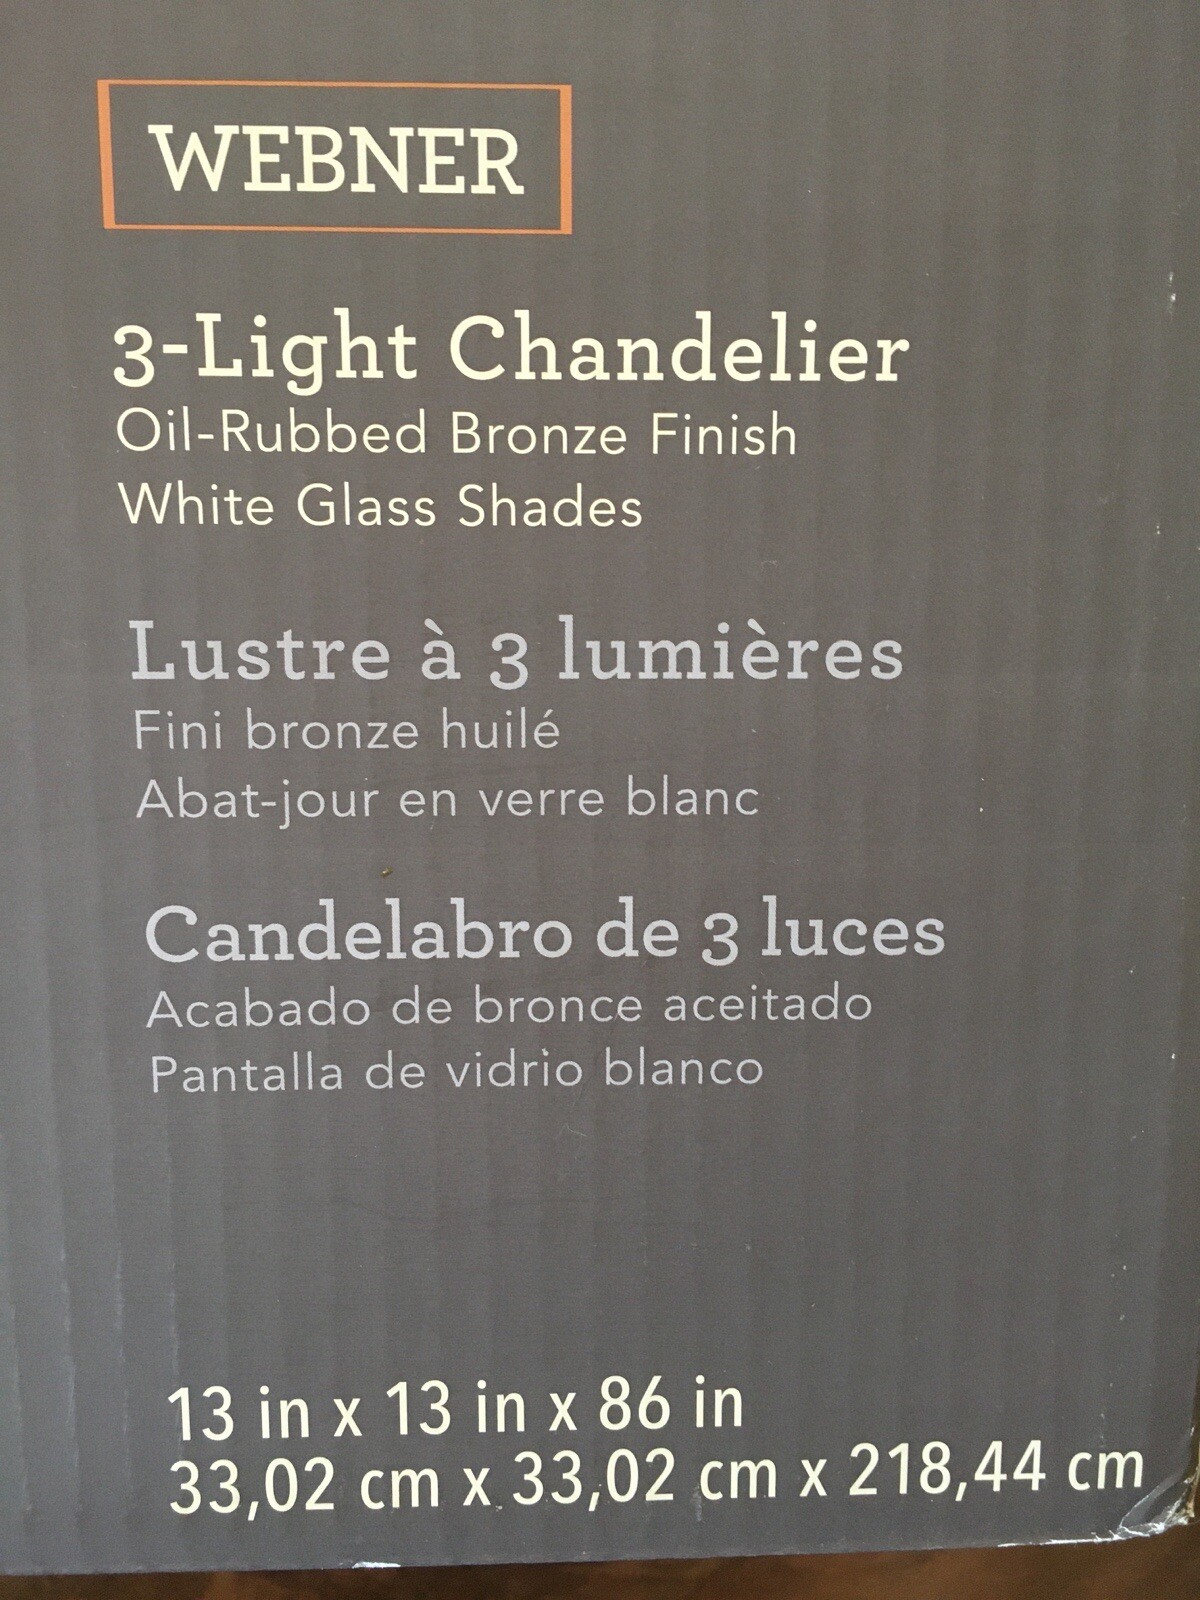 WEBNER
3-Light Chandelier
Oil-Rubbed Bronze Finish
White Glass Shades
Lustre à 3 lumières
Fini bronze huilé
Abat-jour en verre blanc
Candelabro de 3 luces
Acabado de bronce aceitado
Pantalla de vidrio blanco
13 in x 13 in x 86 in
33,02 cm x 33,02 cm x 218,44 cm